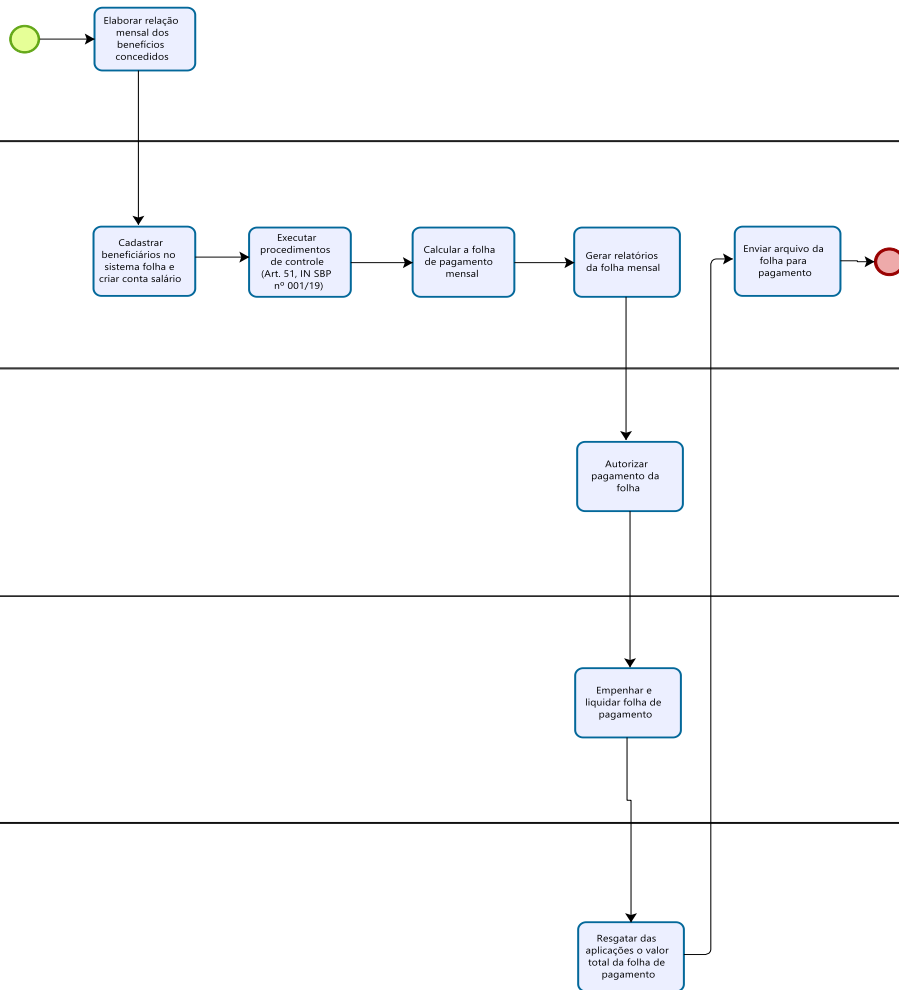 Elaborar relação
mensal dos
benefícios
concedidos
Cadastrar
beneficiários no
sistema folha e
criar conta salário
Executar
procedimentos
de controle
(Art. 51, IN SBP
nº 001/19)
Calcular a folha
de pagamento
mensal
Gerar relatórios
da folha mensal
Enviar arquivo da
folha para
pagamento
Autorizar
pagamento da
folha
Empenhar e
liquidar folha de
pagamento
Resgatar das
aplicações o valor
total da folha de
pagamento